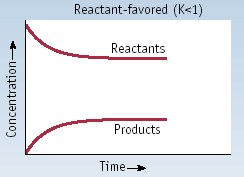 Reactant-favored (K<1)
Reactants
Concentration→
Products
Time→